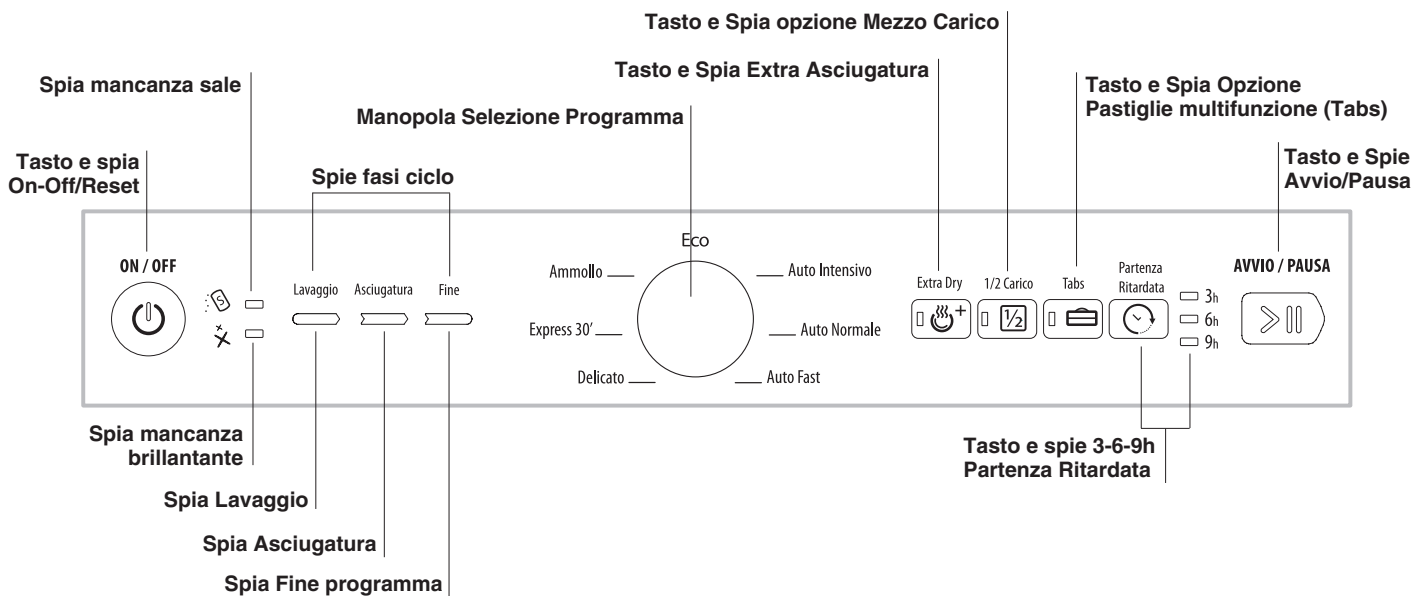 Tasto e Spia opzione Mezzo Carico
Tasto e Spia Extra Asciugatura
Spia mancanza sale
Tasto e Spia Opzione
Pastiglie multifunzione (Tabs)
Manopola Selezione Programma
Tasto e spia
On-Off/Reset
Spie fasi ciclo
Tasto e Spie
Avvio/Pausa
ON / OFF
S
Lavaggio
Asciugatura
Fine
Eco
Ammollo
Express 30’
Delicato
Auto Intensivo
Auto Normale
Auto Fast
Extra Dry
+
1/2 Carico
1/2
Tabs
Partenza
Ritardata
3h
6h
9h
AVVIO / PAUSA
Spia mancanza
brillantante
Tasto e spie 3-6-9h
Partenza Ritardata
Spia Lavaggio
Spia Asciugatura
Spia Fine programma